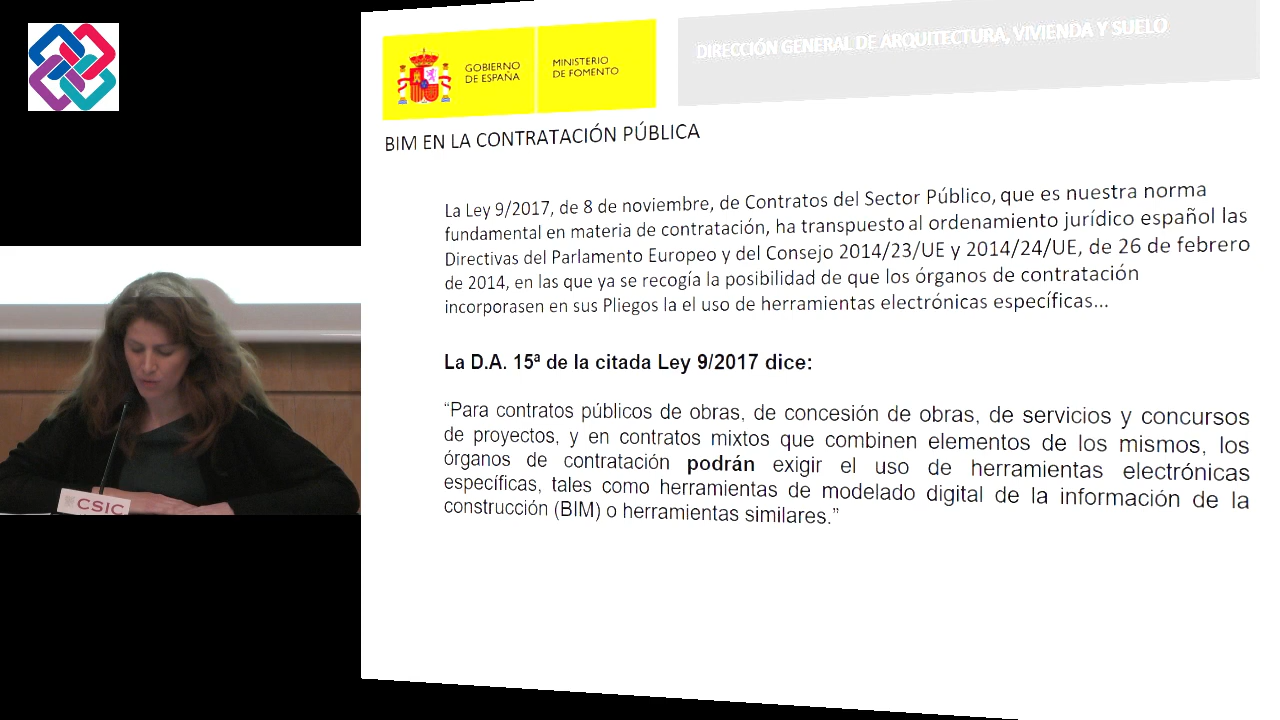 GOBIERNO
DE ESPAÑA
MINISTERIO
DE FOMENTO
DIRECCIÓN GENERAL DE ARQUITECTURA, VIVIENDA Y SUELO
BIM EN LA CONTRATACIÓN PÚBLICA
La Ley 9/2017, de 8 de noviembre, de Contratos del Sector Público, que es nuestra norma
fundamental en materia de contratación, ha transpuesto al ordenamiento jurídico español las
Directivas del Parlamento Europeo y del Consejo 2014/23/UE y 2014/24/UE, de 26 de febrero
de 2014, en las que ya se recogía la posibilidad de que los órganos de contratación
incorporasen en sus Pliegos la el uso de herramientas electrónicas específicas...
La D.A. 15ª de la citada Ley 9/2017 dice:
“Para contratos públicos de obras, de concesión de obras, de servicios y concursos
de proyectos, y en contratos mixtos que combinen elementos de los mismos, los
órganos de contratación podrán exigir el uso de herramientas electrónicas
específicas, tales como herramientas de modelado digital de la información de la
construcción (BIM) o herramientas similares.”
CSIC